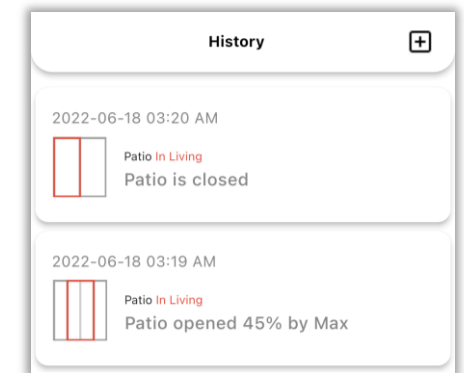 History
2022-06-18 03:20 AM
Patio In Living
Patio is closed
2022-06-18 03:19 AM
Patio In Living
Patio opened 45% by Max